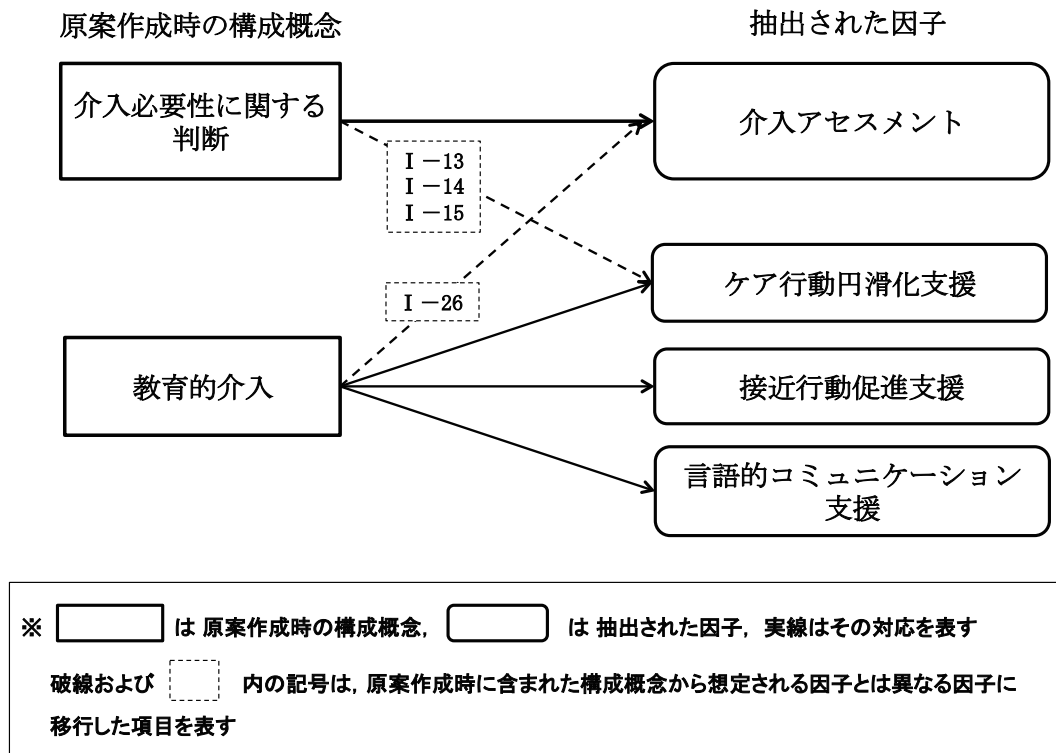 原案作成時の構成概念
抽出された因子
介入必要性に関する
判断
介入アセスメント
Ⅰ－13
Ⅰ－14
Ⅰ－15
ケア行動円滑化支援
Ⅰ－26
教育的介入
接近行動促進支援
言語的コミュニケーション
支援
※ は 原案作成時の構成概念, は 抽出された因子, 実線はその対応を表す
破線および 内の記号は, 原案作成時に含まれた構成概念から想定される因子とは異なる因子に
移行した項目を表す